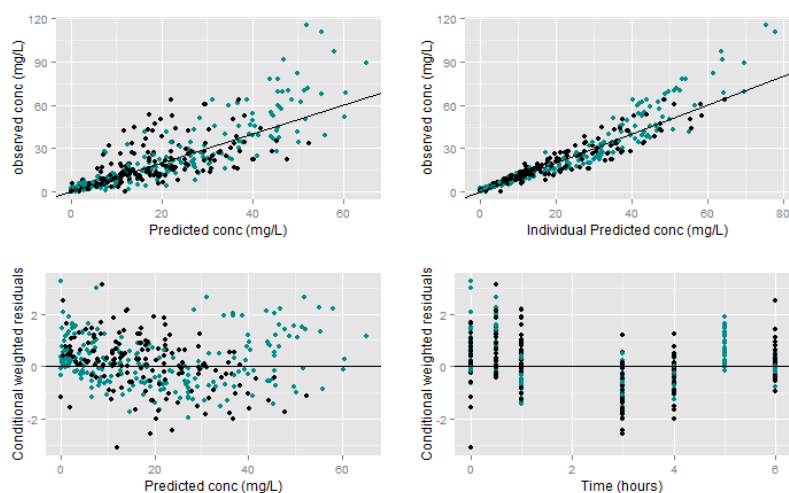 120
90
60
30
0
observed conc (mg/L)
0 20 40 60
Predicted conc (mg/L)
120
90
60
30
0
observed conc (mg/L)
0 20 40 60 80
Individual Predicted conc (mg/L)
2
0
-2
Conditional weighted residuals
0 20 40 60
Predicted conc (mg/L)
2
0
-2
Conditional weighted residuals
0 2 4 6
Time (hours)